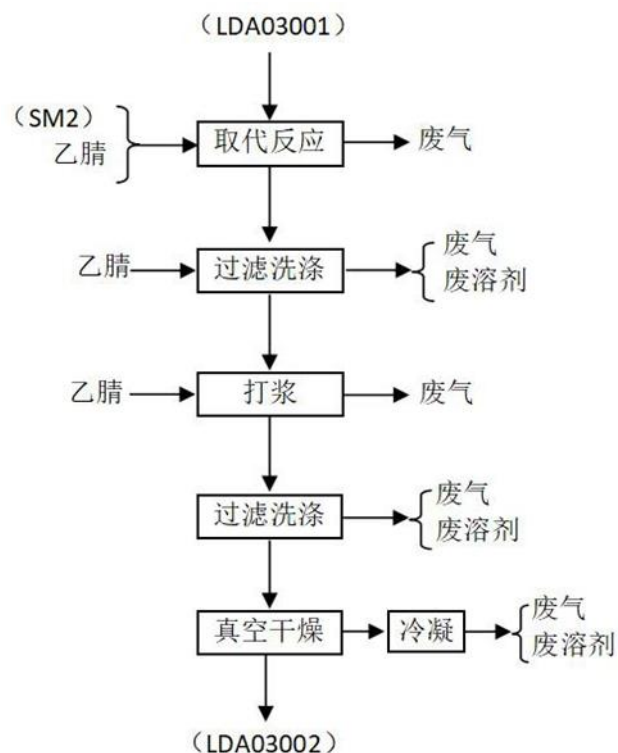 （LDA03001）
（SM2）
乙腈
取代反应
废气
乙腈
过滤洗涤
废气
废溶剂
乙腈
打浆
废气
过滤洗涤
废气
废溶剂
真空干燥
冷凝
废气
废溶剂
（LDA03002）